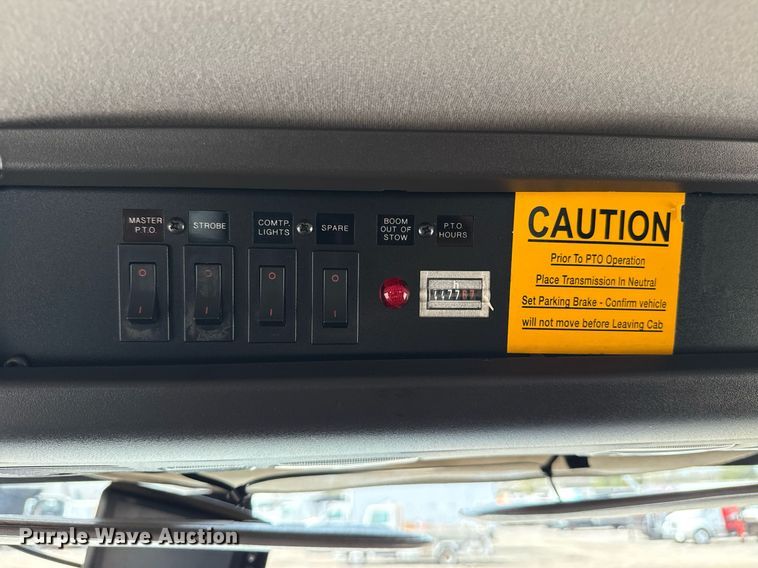 MASTER
P.T.O.
STROBE
COMTP.
LIGHTS
SPARE
BOOM
OUT OF
STOW
P.T.O.
HOURS
h
447767
CAUTION
Prior To PTO Operation
Place Transmission In Neutral
Set Parking Brake - Confirm vehicle
will not move before Leaving Cab
Purple Wave Auction